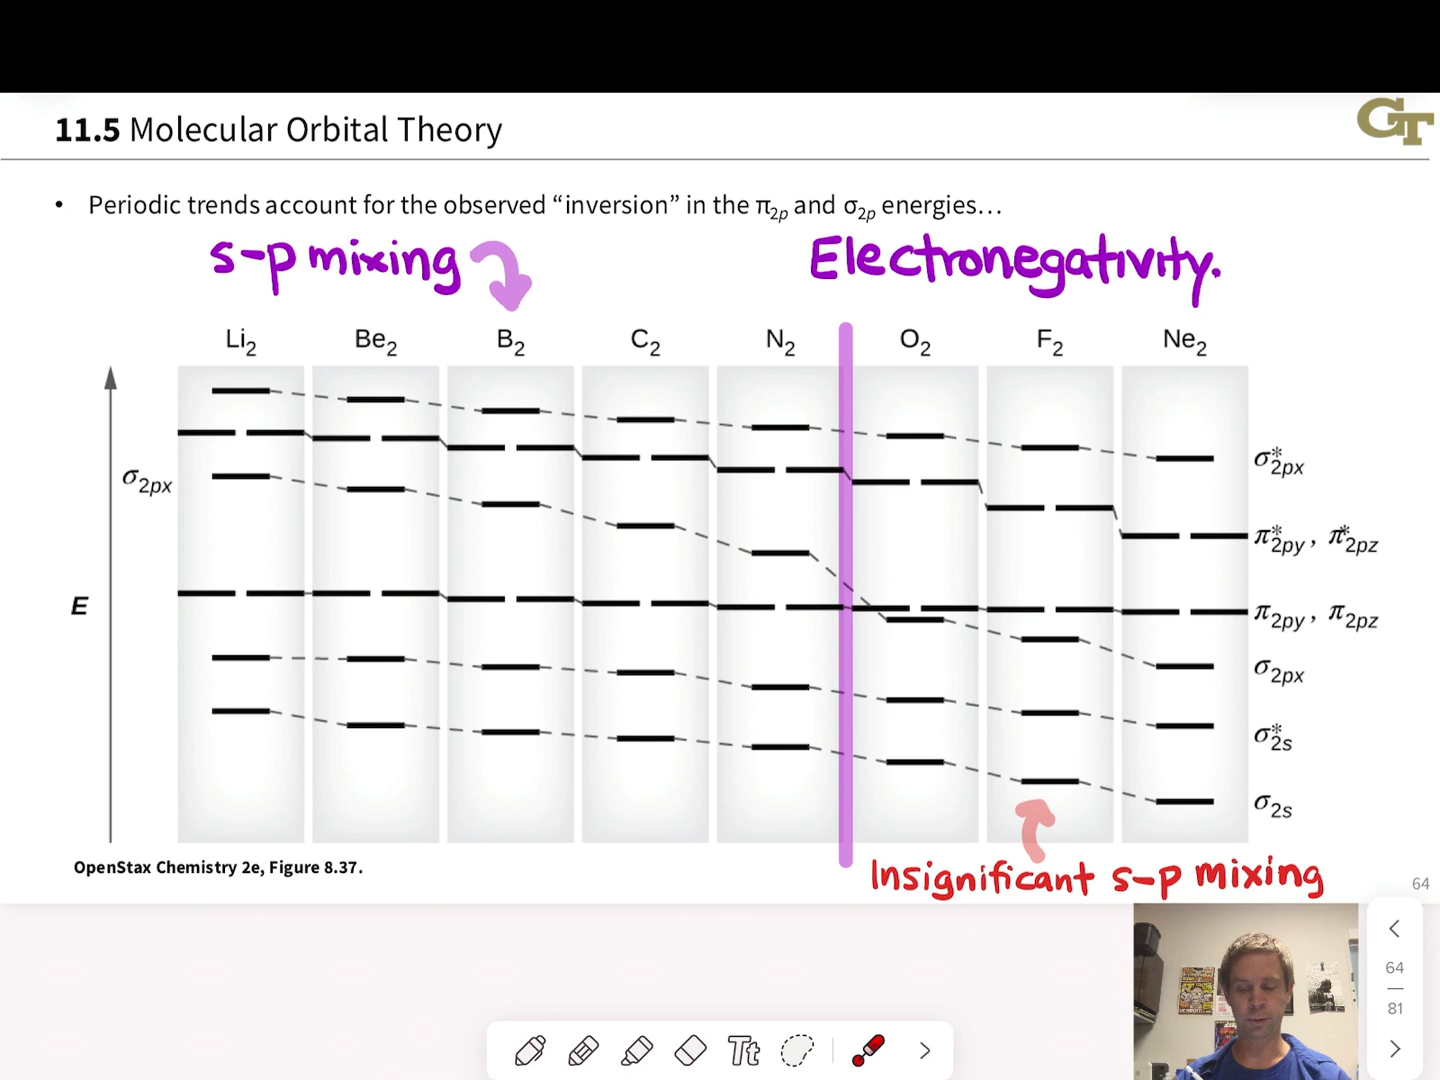 11.5 Molecular Orbital Theory
GT
• Periodic trends account for the observed “inversion” in the π2p and σ2p energies…
s-p mixing
Electronegativity.
Li2 Be2 B2 C2 N2 O2 F2 Ne2
σ2px
E
σ*2px
π*2py, π*2pz
π2py, π2pz
σ2px
σ*2s
σ2s
OpenStax Chemistry 2e, Figure 8.37.
Insignificant s-p mixing
64
64
81
Tt